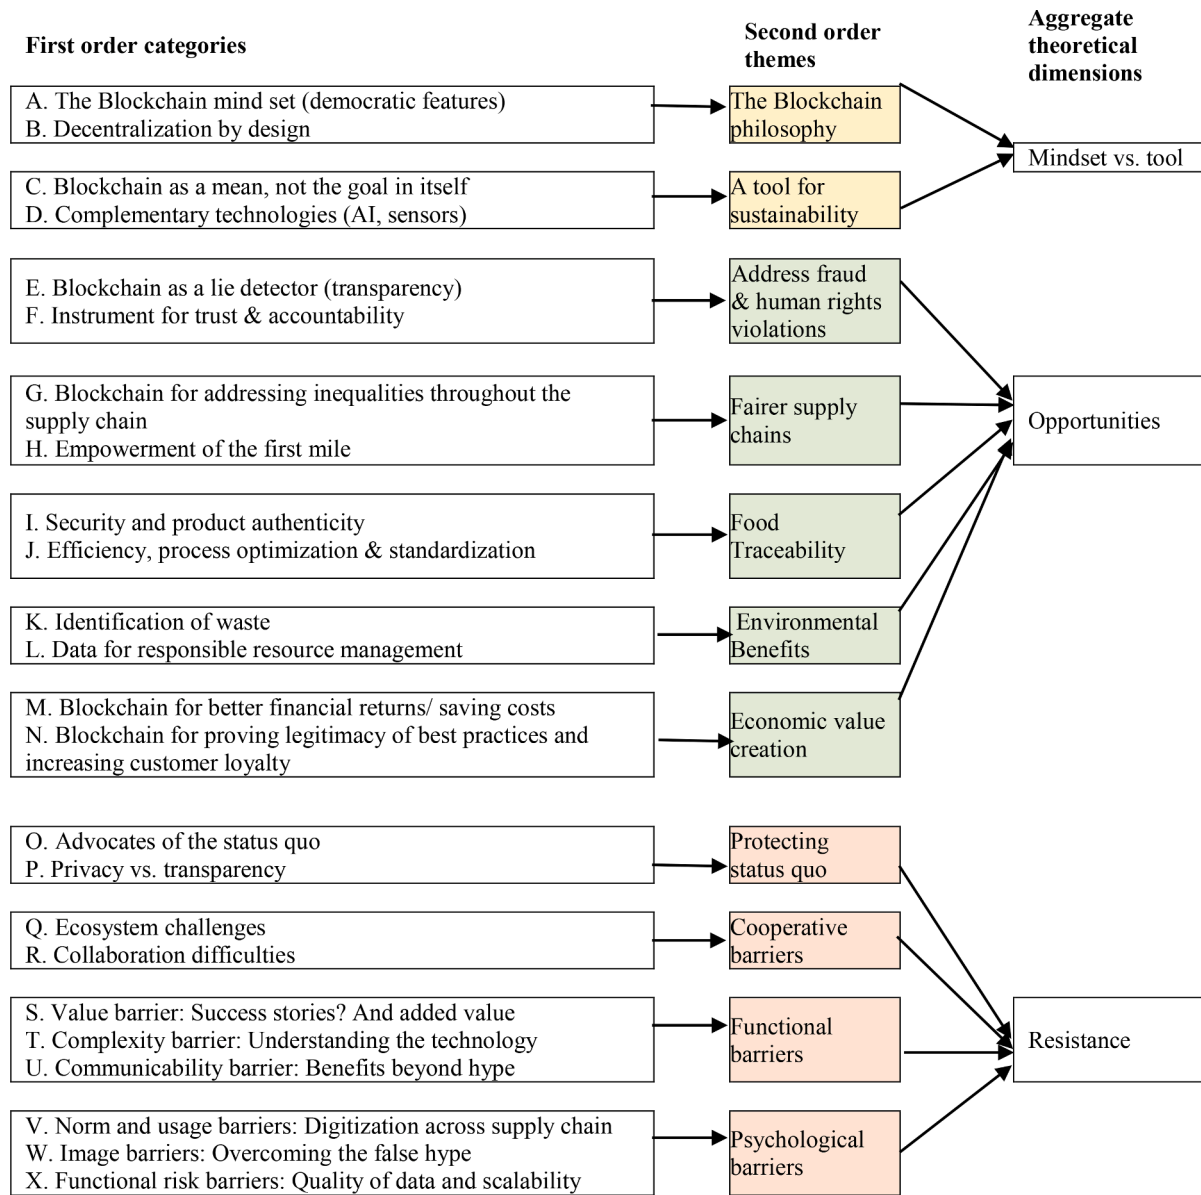 First order categories
Second order
themes
Aggregate
theoretical
dimensions
A. The Blockchain mind set (democratic features)
B. Decentralization by design
The Blockchain
philosophy
Mindset vs. tool
C. Blockchain as a mean, not the goal in itself
D. Complementary technologies (AI, sensors)
A tool for
sustainability
E. Blockchain as a lie detector (transparency)
F. Instrument for trust & accountability
Address fraud
& human rights
violations
G. Blockchain for addressing inequalities throughout the
supply chain
H. Empowerment of the first mile
Fairer supply
chains
Opportunities
I. Security and product authenticity
J. Efficiency, process optimization & standardization
Food
Traceability
K. Identification of waste
L. Data for responsible resource management
Environmental
Benefits
M. Blockchain for better financial returns/ saving costs
N. Blockchain for proving legitimacy of best practices and
increasing customer loyalty
Economic value
creation
O. Advocates of the status quo
P. Privacy vs. transparency
Protecting
status quo
Q. Ecosystem challenges
R. Collaboration difficulties
Cooperative
barriers
S. Value barrier: Success stories? And added value
T. Complexity barrier: Understanding the technology
U. Communicability barrier: Benefits beyond hype
Functional
barriers
Resistance
V. Norm and usage barriers: Digitization across supply chain
W. Image barriers: Overcoming the false hype
X. Functional risk barriers: Quality of data and scalability
Psychological
barriers